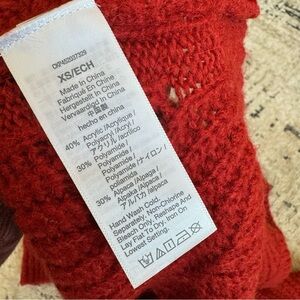 XS/ECH
Made In China
Fabriqué En Chine
Hergestellt In China
Vervaardigd In China
中国製
hecho en china
40% Acrylic / Acrylique /
Polyacryl / Acrílico /
アクリル / acrílico
30% Polyamide /
Polyamid / ナイロン /
poliamida
30% Alpaca / Alpaga /
Alpaka / Alpaca /
アルパカ / alpaca
Hand Wash Cold
Separately. Non-Chlorine
Bleach Only. Reshape And
Lay Flat To Dry. Iron On
Lowest Setting.